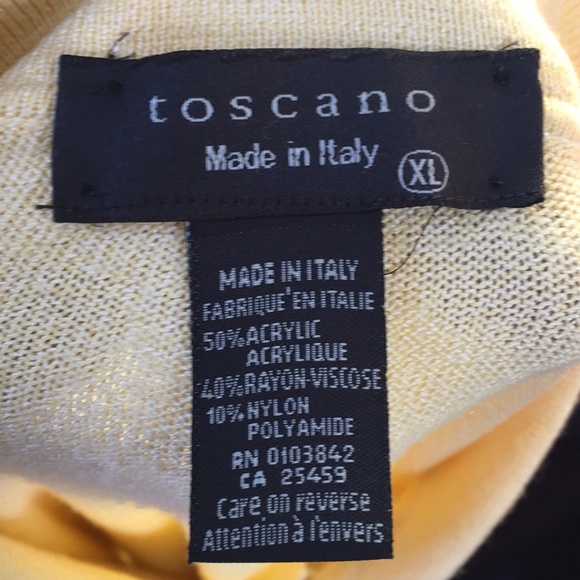 toscano
Made in Italy XL
MADE IN ITALY
FABRIQUE'EN ITALIE
50%ACRYLIC
ACRYLIQUE
40%RAYON-VISCOSE
10%NYLON
POLYAMIDE
RN 0103842
CA 25459
Care on reverse
Attention à l'envers